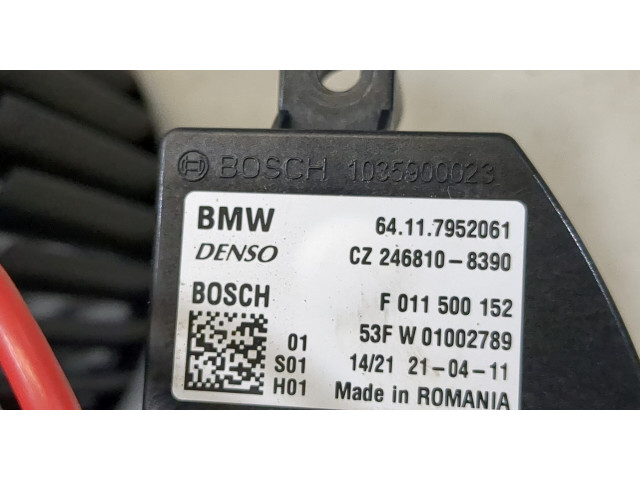 BOSCH 1035900023
BMW 64.11.7952061
DENSO CZ 246810-8390
BOSCH F 011 500 152
01 53F W 01002789
S01 14/21 21-04-11
H01 Made in ROMANIA